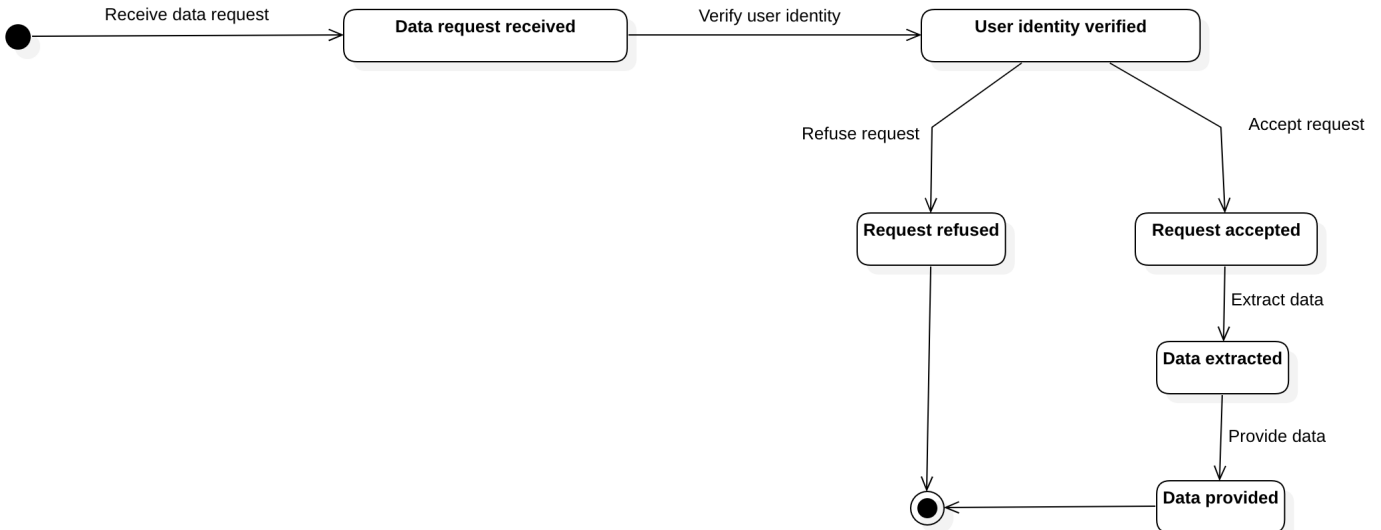 Receive data request
Data request received
Verify user identity
User identity verified
Refuse request
Accept request
Request refused
Request accepted
Extract data
Data extracted
Provide data
Data provided